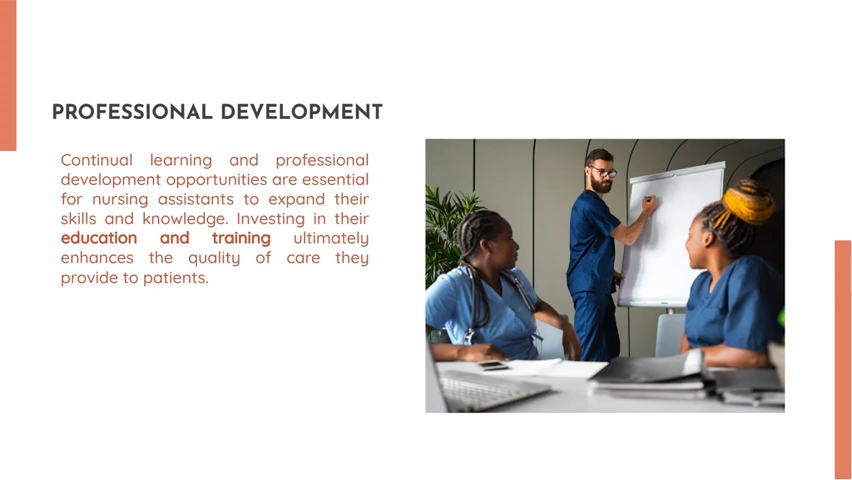 PROFESSIONAL DEVELOPMENT
Continual learning and professional
development opportunities are essential
for nursing assistants to expand their
skills and knowledge. Investing in their
education and training ultimately
enhances the quality of care they
provide to patients.